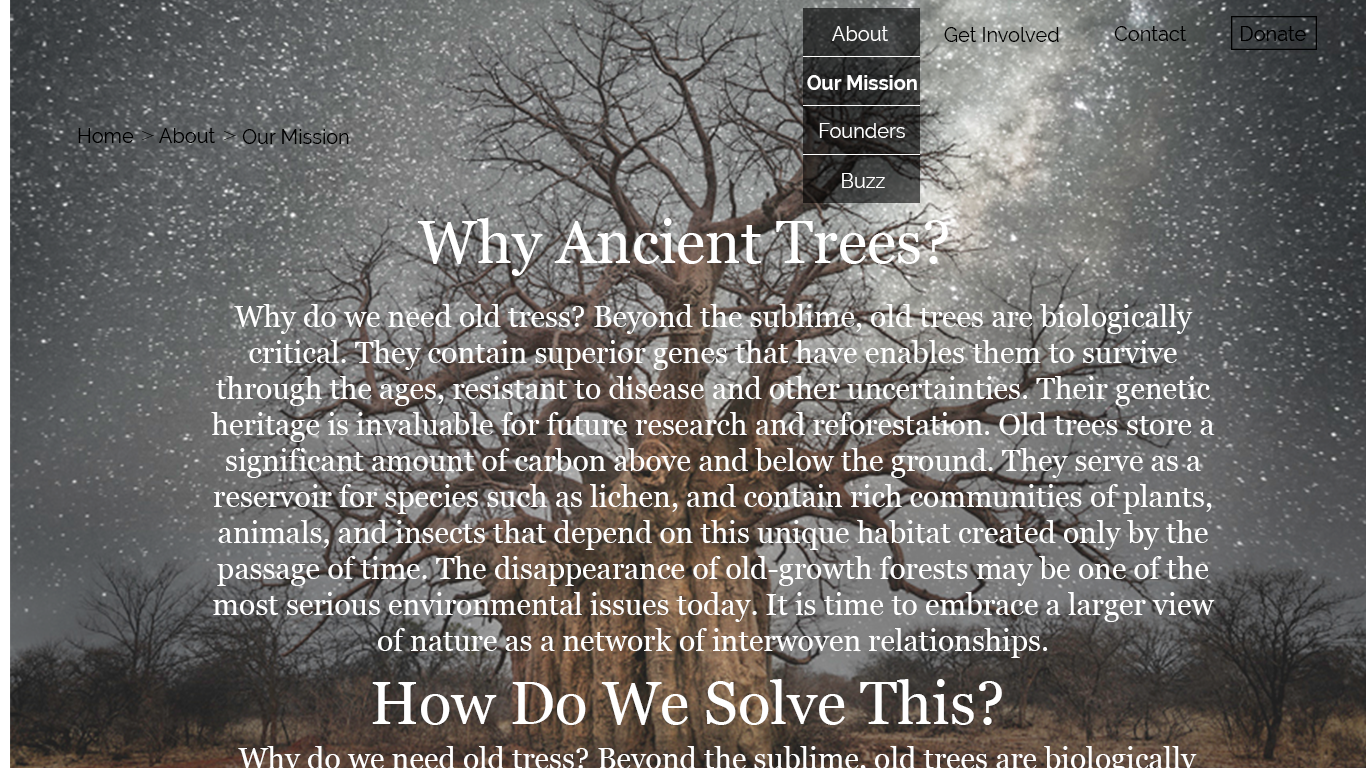 About
Get Involved
Contact
Donate
Our Mission
Founders
Buzz
Home > About > Our Mission
Why Ancient Trees?
Why do we need old tress? Beyond the sublime, old trees are biologically
critical. They contain superior genes that have enables them to survive
through the ages, resistant to disease and other uncertainties. Their genetic
heritage is invaluable for future research and reforestation. Old trees store a
significant amount of carbon above and below the ground. They serve as a
reservoir for species such as lichen, and contain rich communities of plants,
animals, and insects that depend on this unique habitat created only by the
passage of time. The disappearance of old-growth forests may be one of the
most serious environmental issues today. It is time to embrace a larger view
of nature as a network of interwoven relationships.
How Do We Solve This?
Why do we need old tress? Beyond the sublime, old trees are biologically